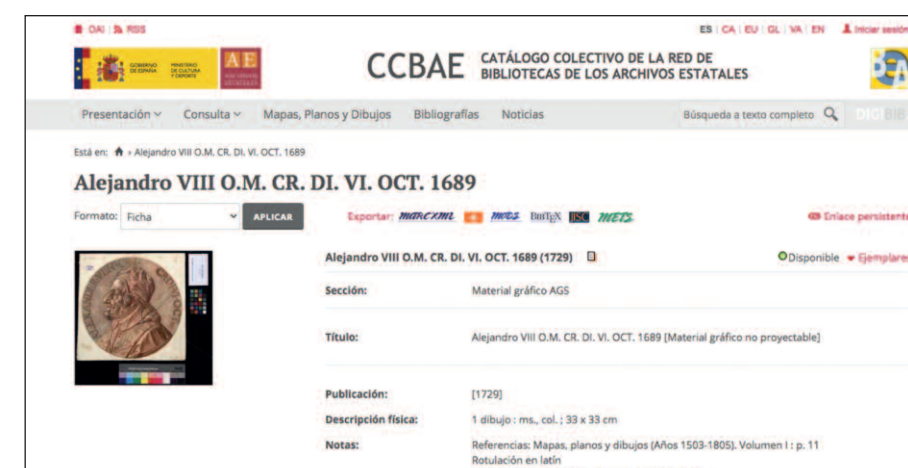 OAI | RSS
ES | CA | EU | GL | VA | EN Iniciar sesión
GOBIERNO DE ESPAÑA
MINISTERIO DE CULTURA Y DEPORTE
AE
CCBAE
CATÁLOGO COLECTIVO DE LA RED DE
BIBLIOTECAS DE LOS ARCHIVOS ESTATALES
Presentación Consulta Mapas, Planos y Dibujos Bibliografías Noticias Búsqueda a texto completo DIGIBIB
Está en: › Alejandro VIII O.M. CR. DI. VI. OCT. 1689
Alejandro VIII O.M. CR. DI. VI. OCT. 1689
Formato: Ficha APLICAR Exportar: MARCXML MODS BibTeX JISC METS Enlace persistente
Alejandro VIII O.M. CR. DI. VI. OCT. 1689 (1729) Disponible Ejemplares
Sección: Material gráfico AGS
Título: Alejandro VIII O.M. CR. DI. VI. OCT. 1689 [Material gráfico no proyectable]
Publicación: [1729]
Descripción física: 1 dibujo : ms., col. ; 33 x 33 cm
Notas: Referencias: Mapas, planos y dibujos (Años 1503-1805). Volumen I : p. 11
Rotulación en latín